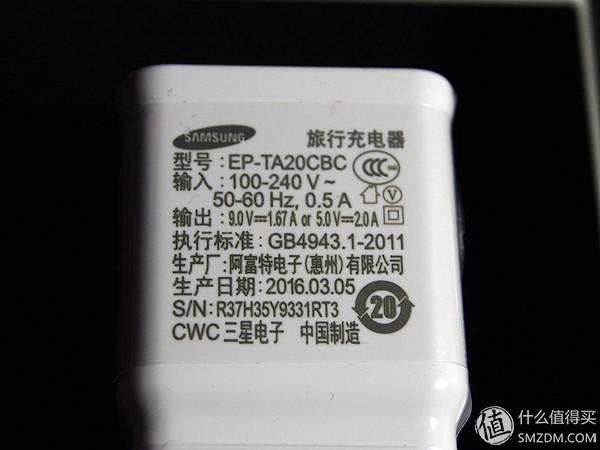 SAMSUNG 旅行充电器
型号: EP-TA20CBC
输入: 100-240 V ~
50-60 Hz, 0.5 A
输出: 9.0 V⎓1.67 A or 5.0 V⎓2.0 A
执行标准: GB4943.1-2011
生产厂: 阿富特电子(惠州)有限公司
生产日期: 2016.03.05
S/N: R37H35Y9331RT3
20
CWC 三星电子 中国制造
值 什么值得买
SMZDM.COM